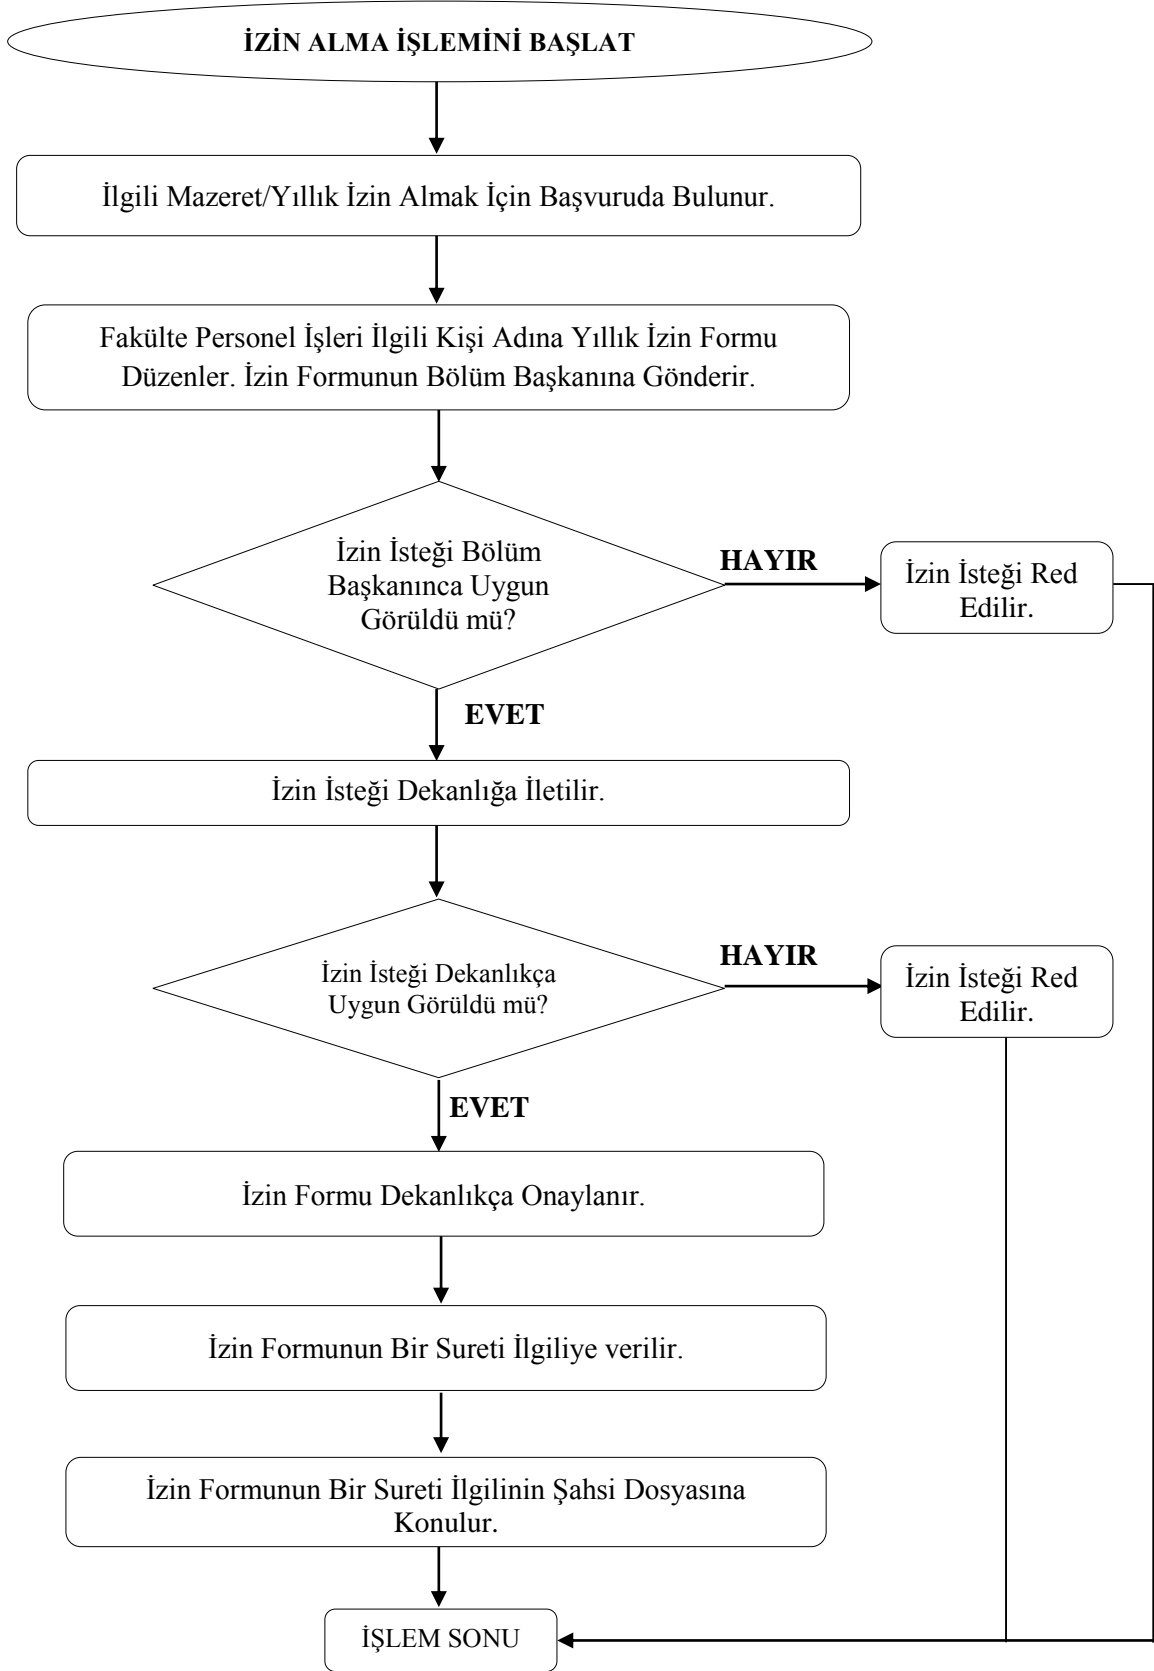 İZİN ALMA İŞLEMİNİ BAŞLAT
İlgili Mazeret/Yıllık İzin Almak İçin Başvuruda Bulunur.
Fakülte Personel İşleri İlgili Kişi Adına Yıllık İzin Formu
Düzenler. İzin Formunun Bölüm Başkanına Gönderir.
İzin İsteği Bölüm
Başkanınca Uygun
Görüldü mü?
HAYIR
İzin İsteği Red
Edilir.
EVET
İzin İsteği Dekanlığa İletilir.
İzin İsteği Dekanlıkça
Uygun Görüldü mü?
HAYIR
İzin İsteği Red
Edilir.
EVET
İzin Formu Dekanlıkça Onaylanır.
İzin Formunun Bir Sureti İlgiliye verilir.
İzin Formunun Bir Sureti İlgilinin Şahsi Dosyasına
Konulur.
İŞLEM SONU